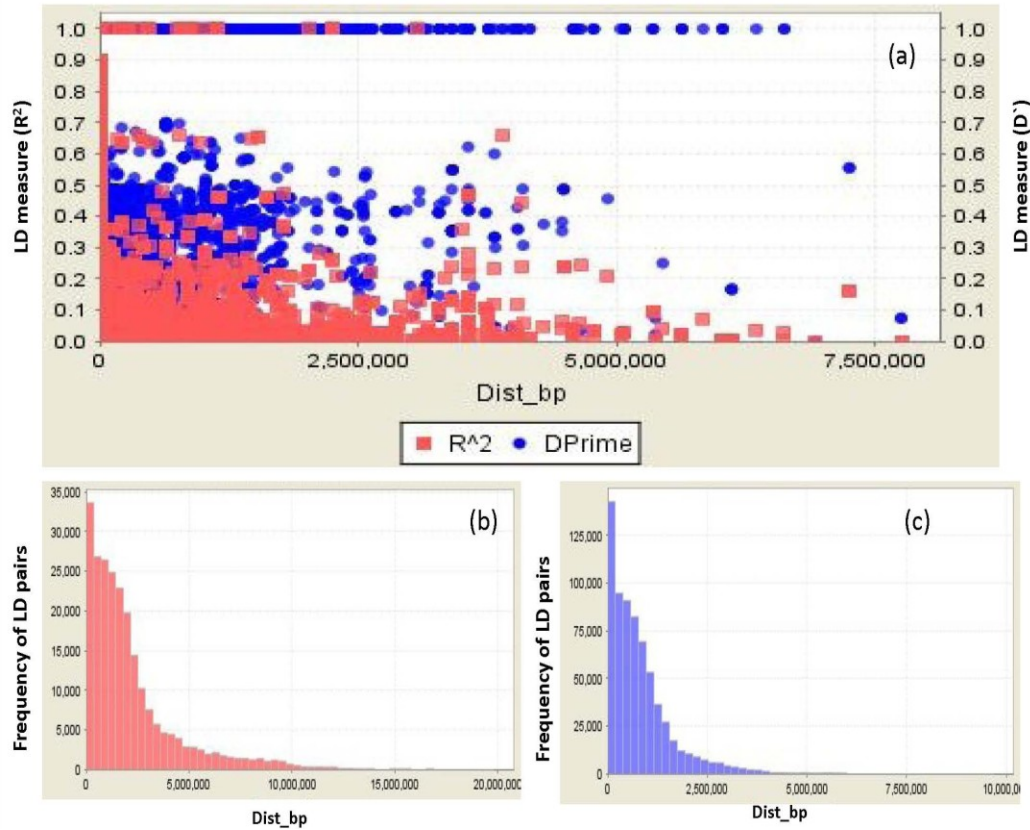 (a)
LD measure (R²)
1.0
0.9
0.8
0.7
0.6
0.5
0.4
0.3
0.2
0.1
0.0
1.0
0.9
0.8
0.7
0.6
0.5
0.4
0.3
0.2
0.1
0.0
LD measure (D`)
0 2,500,000 5,000,000 7,500,000
Dist_bp
R^2 DPrime
(b)
Frequency of LD pairs
35,000
30,000
25,000
20,000
15,000
10,000
5,000
0
0 5,000,000 10,000,000 15,000,000 20,000,000
Dist_bp
(c)
Frequency of LD pairs
125,000
100,000
75,000
50,000
25,000
0
0 2,500,000 5,000,000 7,500,000 10,000,0
Dist_bp